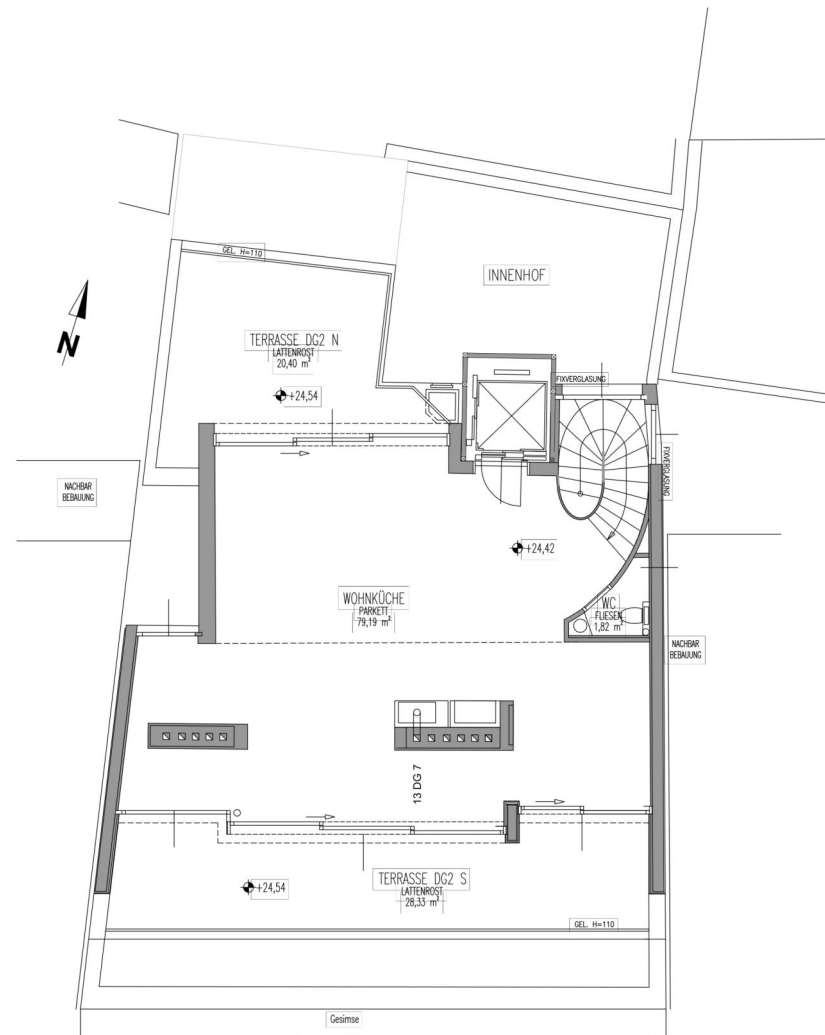 GEL. H=110
INNENHOF
TERRASSE DG2 N
LATTENROST
20,40 m²
N
+24,54
FIXVERGLASUNG
FIXVERGLASUNG
NACHBAR
BEBAUUNG
+24,42
WOHNKÜCHE
PARKETT
79,19 m²
WC
FLIESEN
1,82 m²
NACHBAR
BEBAUUNG
13 DG 7
TERRASSE DG2 S
LATTENROST
28,33 m²
+24,54
GEL. H=110
Gesimse